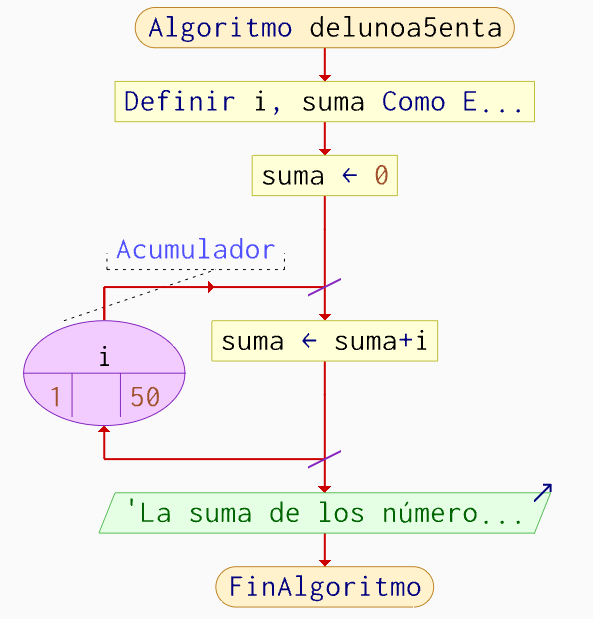 Algoritmo delunoa5enta
Definir i, suma Como E...
suma ← 0
Acumulador
i
1 50
suma ← suma+i
'La suma de los número...
FinAlgoritmo